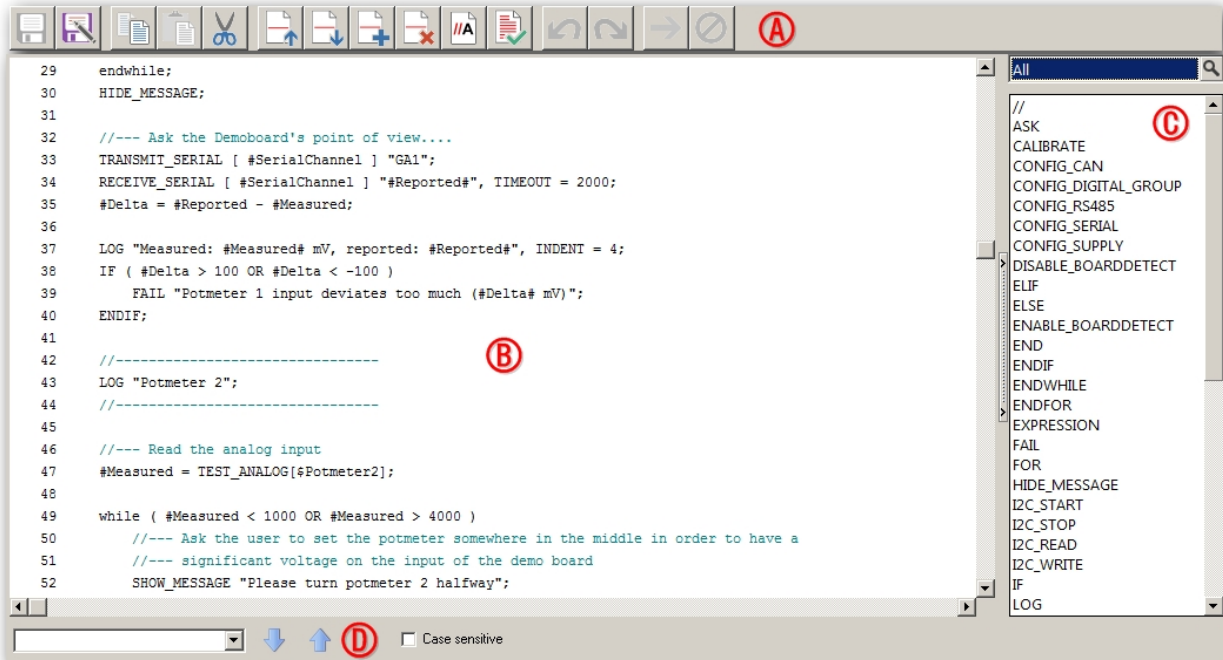 //A
A
29 endwhile;
30 HIDE_MESSAGE;
31
32 //--- Ask the Demoboard's point of view....
33 TRANSMIT_SERIAL [ #SerialChannel ] "GA1";
34 RECEIVE_SERIAL [ #SerialChannel ] "#Reported#", TIMEOUT = 2000;
35 #Delta = #Reported - #Measured;
36
37 LOG "Measured: #Measured# mV, reported: #Reported#", INDENT = 4;
38 IF ( #Delta > 100 OR #Delta < -100 )
39 FAIL "Potmeter 1 input deviates too much (#Delta# mV)";
40 ENDIF;
41
42 //--------------------------------
43 LOG "Potmeter 2";
44 //--------------------------------
45
46 //--- Read the analog input
47 #Measured = TEST_ANALOG[$Potmeter2];
48
49 while ( #Measured < 1000 OR #Measured > 4000 )
50 //--- Ask the user to set the potmeter somewhere in the middle in order to have a
51 //--- significant voltage on the input of the demo board
52 SHOW_MESSAGE "Please turn potmeter 2 halfway";
B
All
//
C
ASK
CALIBRATE
CONFIG_CAN
CONFIG_DIGITAL_GROUP
CONFIG_RS485
CONFIG_SERIAL
CONFIG_SUPPLY
DISABLE_BOARDDETECT
ELIF
ELSE
ENABLE_BOARDDETECT
END
ENDIF
ENDWHILE
ENDFOR
EXPRESSION
FAIL
FOR
HIDE_MESSAGE
I2C_START
I2C_STOP
I2C_READ
I2C_WRITE
IF
LOG
D
Case sensitive